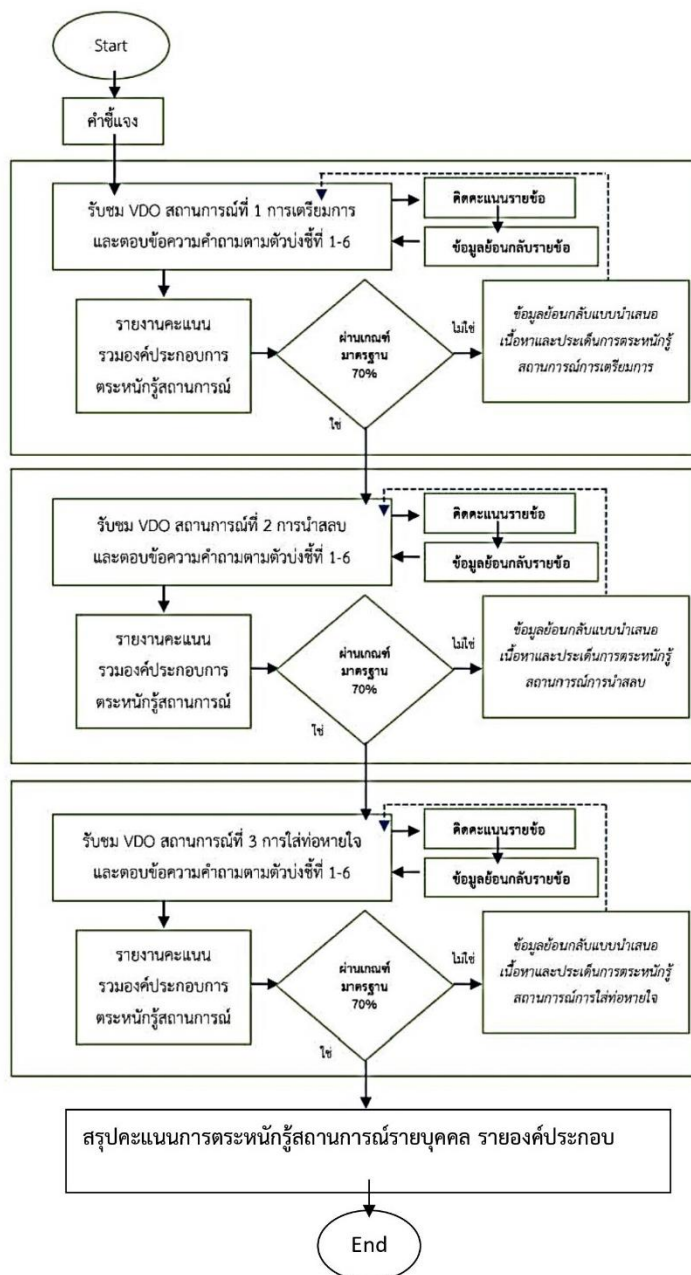 Start
คำชี้แจง
รับชม VDO สถานการณ์ที่ 1 การเตรียมการ
และตอบข้อความคำถามตามตัวบ่งชี้ที่ 1-6
คิดคะแนนรายข้อ
ข้อมูลย้อนกลับรายข้อ
รายงานคะแนน
รวมองค์ประกอบการ
ตระหนักรู้สถานการณ์
ผ่านเกณฑ์
มาตรฐาน
70%
ไม่ใช่
ข้อมูลย้อนกลับแบบนำเสนอ
เนื้อหาและประเด็นการตระหนักรู้
สถานการณ์การเตรียมการ
ใช่
รับชม VDO สถานการณ์ที่ 2 การนำสลบ
และตอบข้อความคำถามตามตัวบ่งชี้ที่ 1-6
คิดคะแนนรายข้อ
ข้อมูลย้อนกลับรายข้อ
รายงานคะแนน
รวมองค์ประกอบการ
ตระหนักรู้สถานการณ์
ผ่านเกณฑ์
มาตรฐาน
70%
ไม่ใช่
ข้อมูลย้อนกลับแบบนำเสนอ
เนื้อหาและประเด็นการตระหนักรู้
สถานการณ์การนำสลบ
ใช่
รับชม VDO สถานการณ์ที่ 3 การใส่ท่อหายใจ
และตอบข้อความคำถามตามตัวบ่งชี้ที่ 1-6
คิดคะแนนรายข้อ
ข้อมูลย้อนกลับรายข้อ
รายงานคะแนน
รวมองค์ประกอบการ
ตระหนักรู้สถานการณ์
ผ่านเกณฑ์
มาตรฐาน
70%
ไม่ใช่
ข้อมูลย้อนกลับแบบนำเสนอ
เนื้อหาและประเด็นการตระหนักรู้
สถานการณ์การใส่ท่อหายใจ
ใช่
สรุปคะแนนการตระหนักรู้สถานการณ์รายบุคคล รายองค์ประกอบ
End